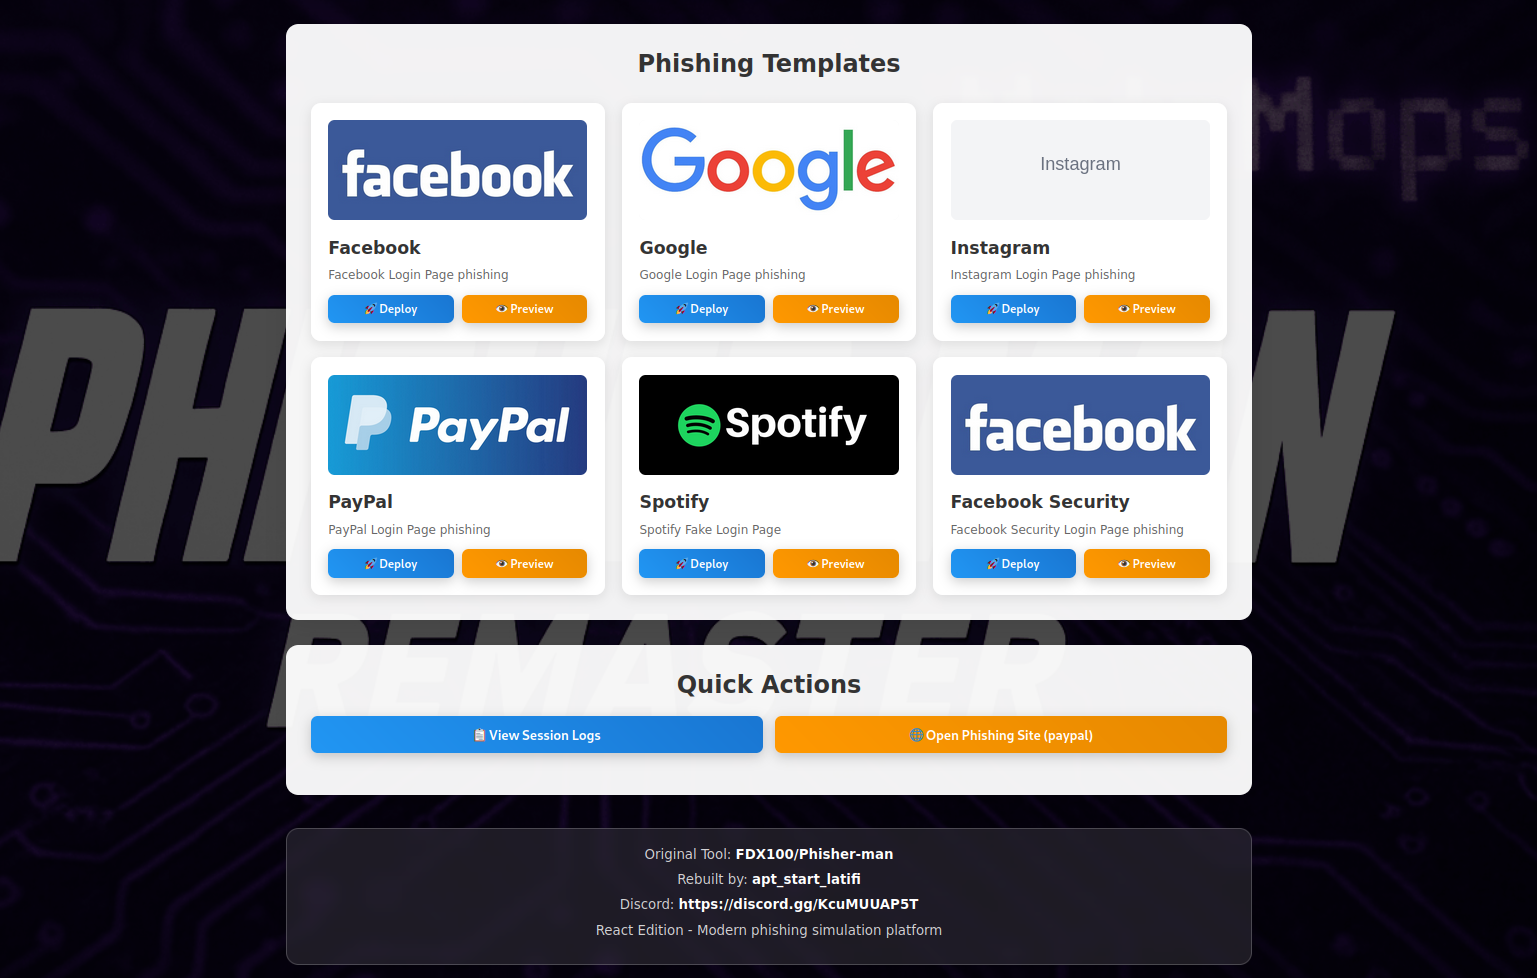 Phishing Templates
Mops
facebook
Google
Instagram
Facebook
Google
Instagram
Facebook Login Page phishing
Google Login Page phishing
Instagram Login Page phishing
🚀 Deploy
👁️ Preview
🚀 Deploy
👁️ Preview
🚀 Deploy
👁️ Preview
PayPal
Spotify
facebook
PayPal
Spotify
Facebook Security
PayPal Login Page phishing
Spotify Fake Login Page
Facebook Security Login Page phishing
🚀 Deploy
👁️ Preview
🚀 Deploy
👁️ Preview
🚀 Deploy
👁️ Preview
REMASTER
Quick Actions
📋 View Session Logs
🌐 Open Phishing Site (paypal)
Original Tool: FDX100/Phisher-man
Rebuilt by: apt_start_latifi
Discord: https://discord.gg/KcuMUUAP5T
React Edition - Modern phishing simulation platform